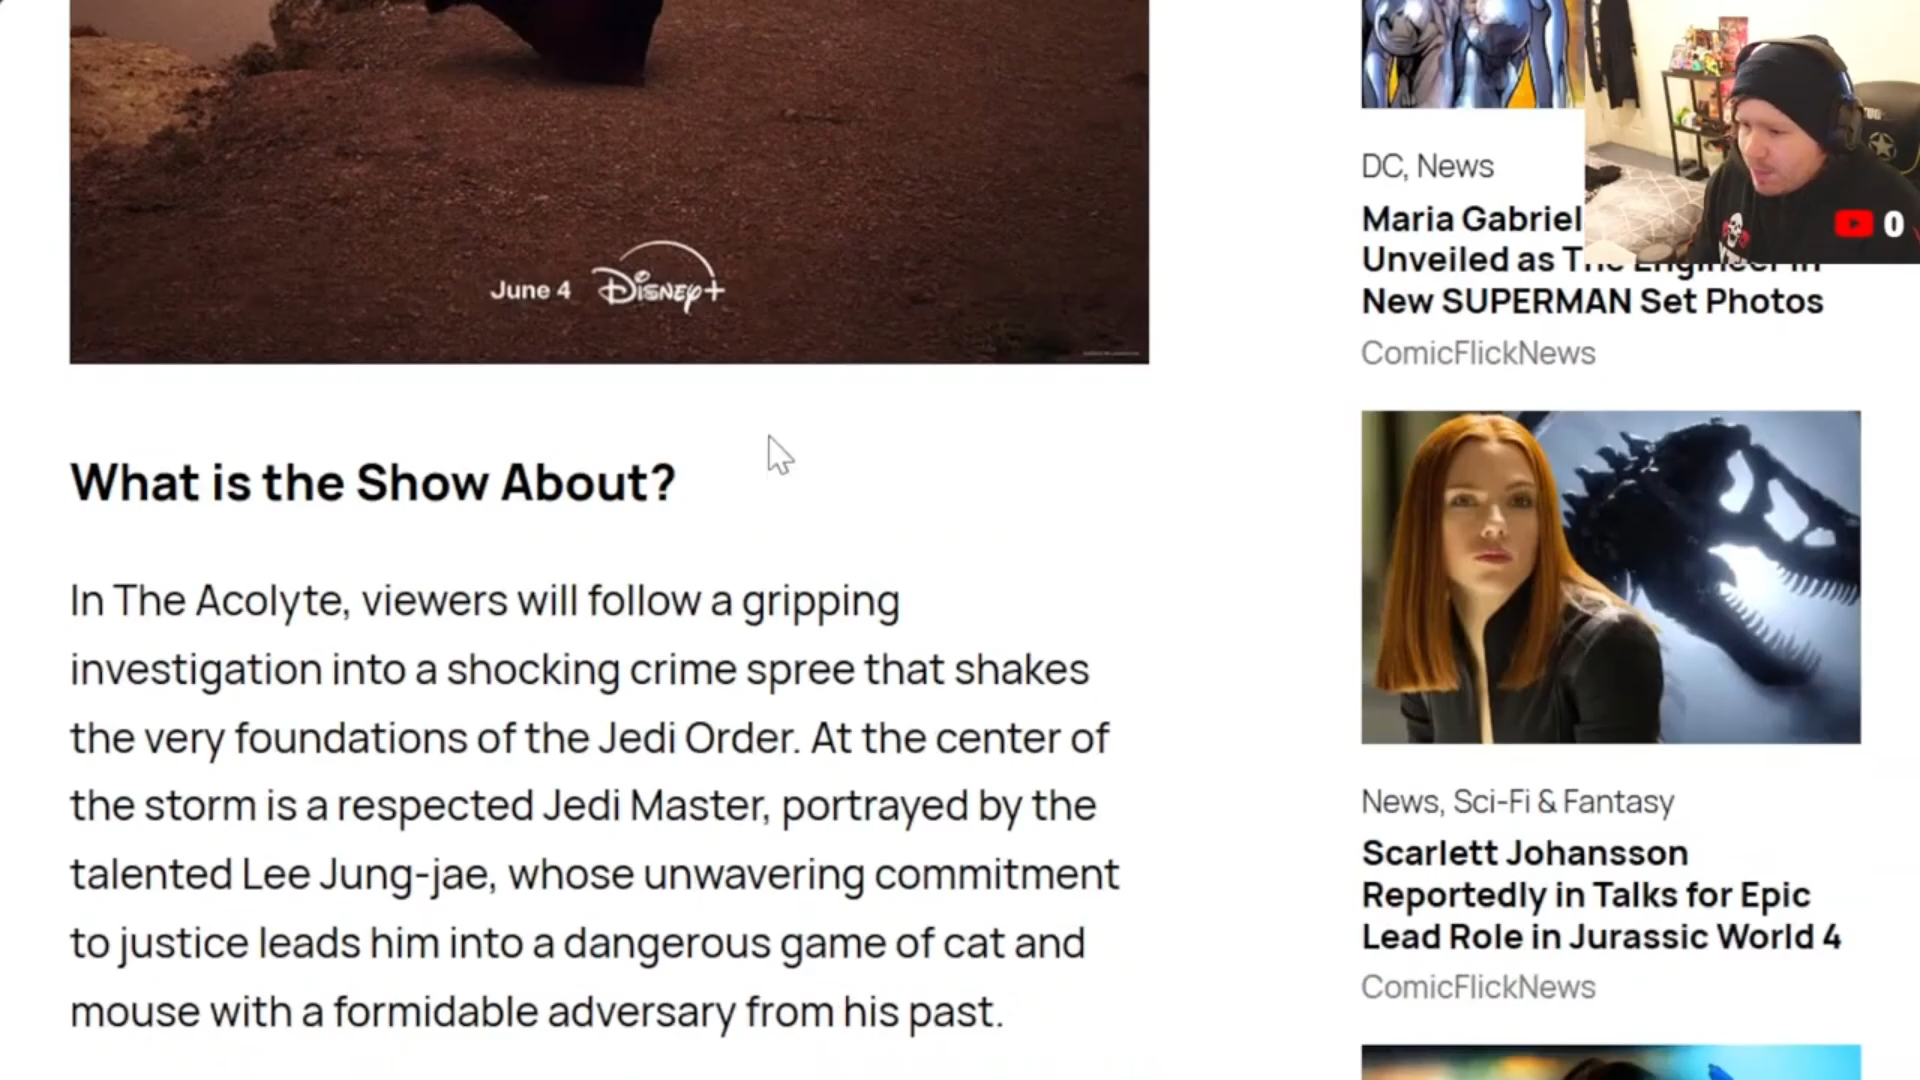 June 4 Disney+
What is the Show About?
In The Acolyte, viewers will follow a gripping
investigation into a shocking crime spree that shakes
the very foundations of the Jedi Order. At the center of
the storm is a respected Jedi Master, portrayed by the
talented Lee Jung-jae, whose unwavering commitment
to justice leads him into a dangerous game of cat and
mouse with a formidable adversary from his past.
DC, News
Maria Gabriel
Unveiled as The Engineer in
New SUPERMAN Set Photos
ComicFlickNews
News, Sci-Fi & Fantasy
Scarlett Johansson
Reportedly in Talks for Epic
Lead Role in Jurassic World 4
ComicFlickNews
0